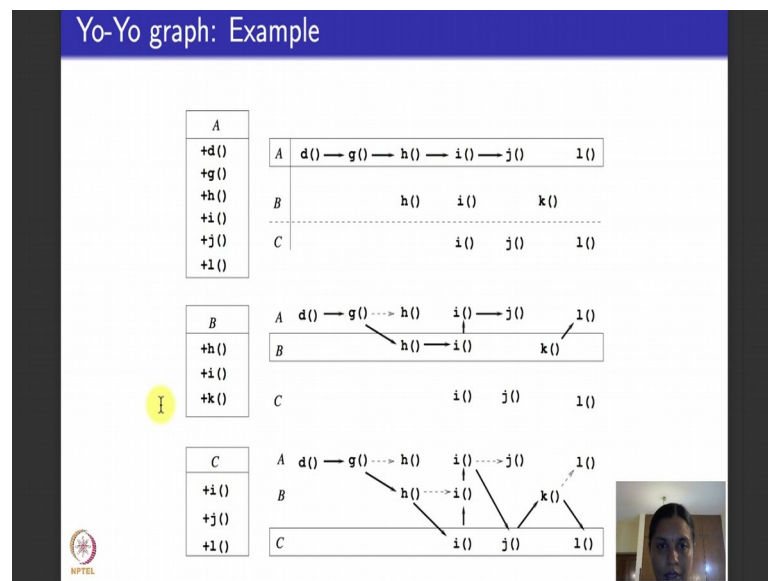 Yo-Yo graph: Example
A
+d()
+g()
+h()
+i()
+j()
+l()
A d() g() h() i() j() l()
B h() i() k()
C i() j() l()
B
+h()
+i()
+k()
A d() g() h() i() j() l()
B h() i() k()
C i() j() l()
C
+i()
+j()
+l()
A d() g() h() i() j() l()
B h() i() k()
C i() j() l()
NPTEL